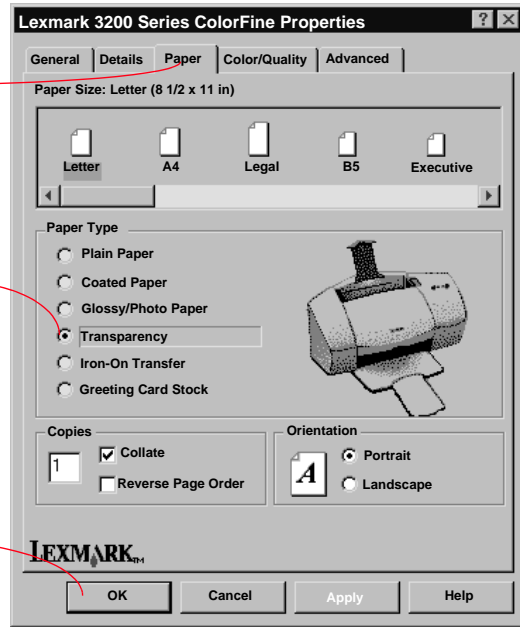 Lexmark 3200 Series ColorFine Properties ? ×
General Details Paper Color/Quality Advanced
Paper Size: Letter (8 1/2 x 11 in)
Letter A4 Legal B5 Executive
Paper Type
Plain Paper
Coated Paper
Glossy/Photo Paper
Transparency
Iron-On Transfer
Greeting Card Stock
Copies
1
Collate
Reverse Page Order
Orientation
A
Portrait
Landscape
LEXMARK™
OK Cancel Apply Help